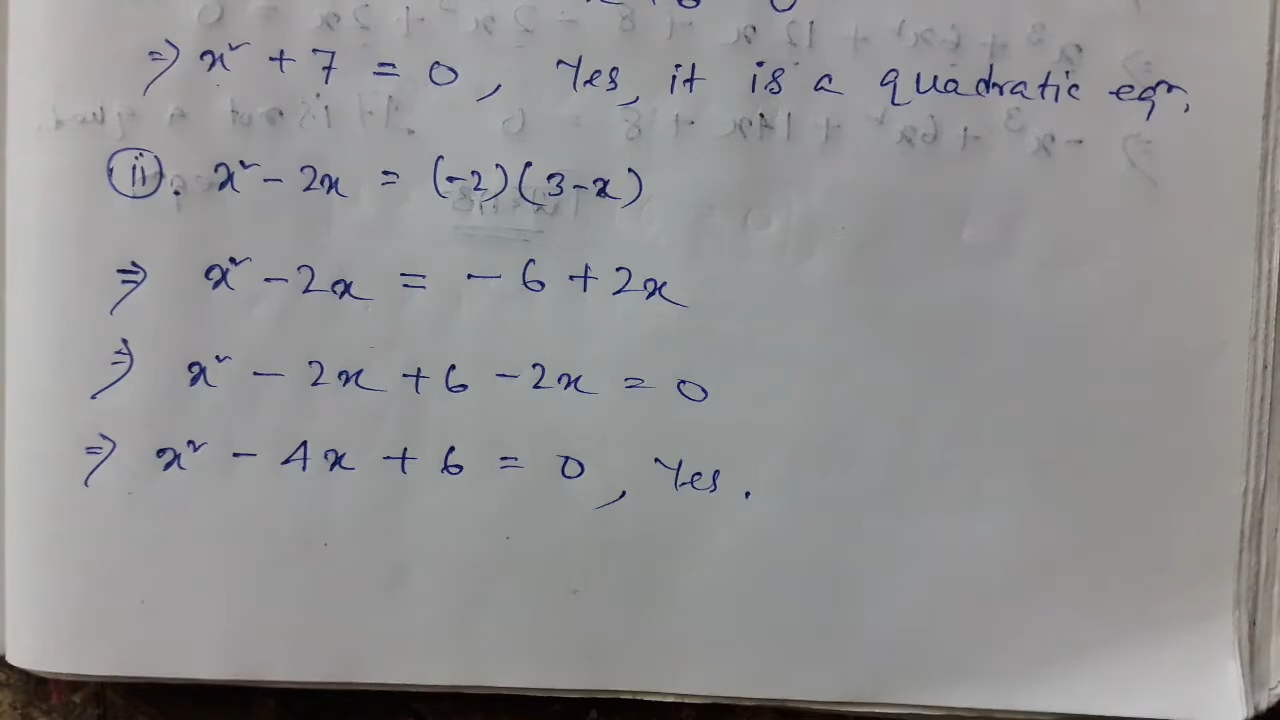 ⇒ x² + 7 = 0, Yes, it is a quadratic eqn.
(ii). x² - 2x = (-2)(3-x)
⇒ x² - 2x = - 6 + 2x
⇒ x² - 2x + 6 - 2x = 0
⇒ x² - 4x + 6 = 0, Yes.